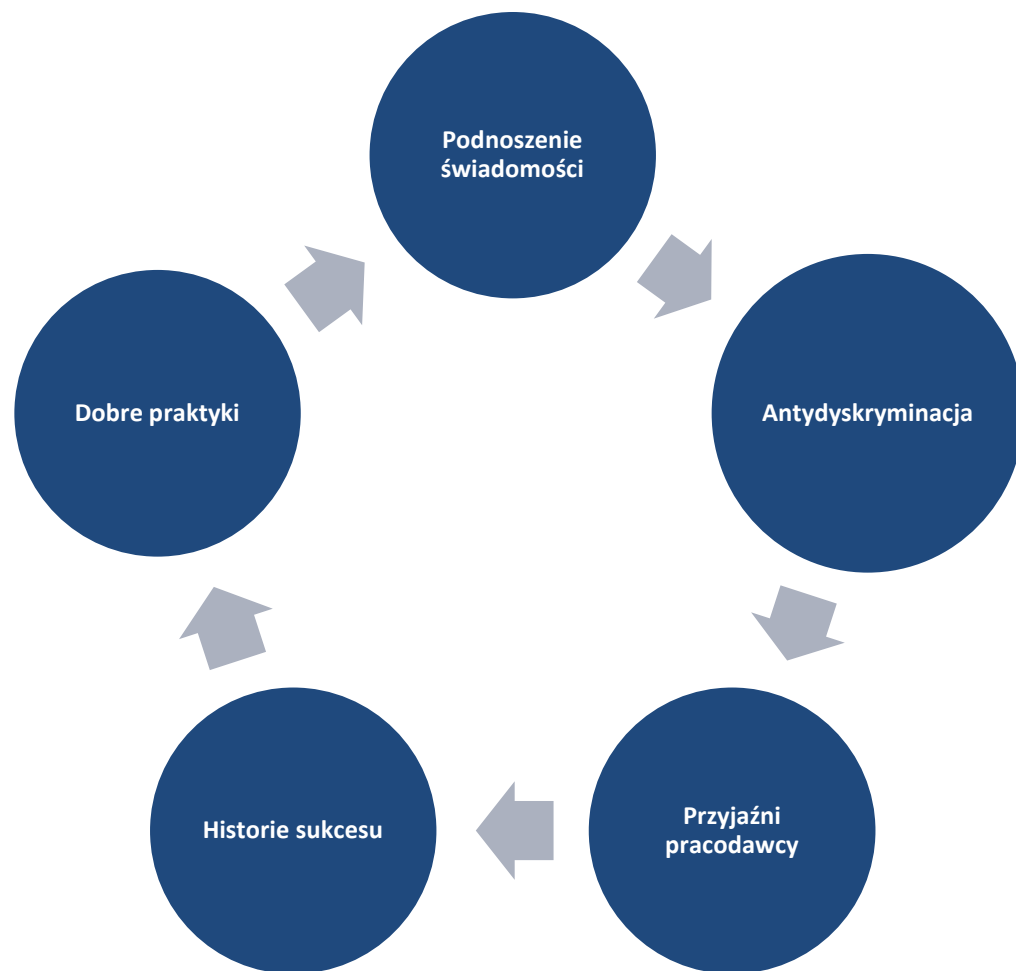 Podnoszenie
świadomości
Antydyskryminacja
Przyjaźni
pracodawcy
Historie sukcesu
Dobre praktyki